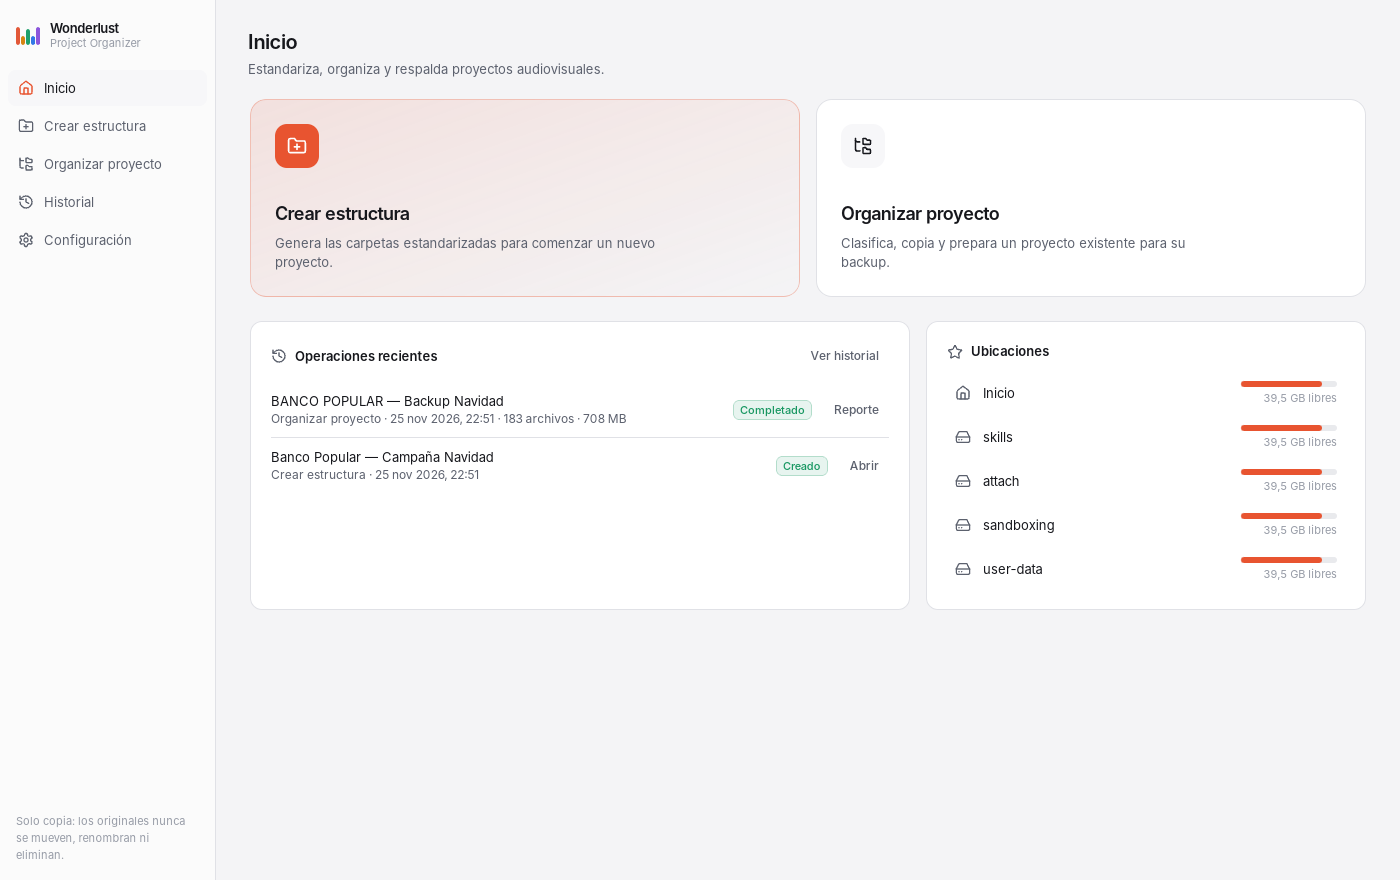 Wonderlust
Project Organizer
Inicio
Crear estructura
Organizar proyecto
Historial
Configuración
Solo copia: los originales nunca
se mueven, renombran ni
eliminan.
Inicio
Estandariza, organiza y respalda proyectos audiovisuales.
Crear estructura
Genera las carpetas estandarizadas para comenzar un nuevo
proyecto.
Organizar proyecto
Clasifica, copia y prepara un proyecto existente para su
backup.
Operaciones recientes
Ver historial
BANCO POPULAR — Backup Navidad
Organizar proyecto · 25 nov 2026, 22:51 · 183 archivos · 708 MB
Completado
Reporte
Banco Popular — Campaña Navidad
Crear estructura · 25 nov 2026, 22:51
Creado
Abrir
Ubicaciones
Inicio
39,5 GB libres
skills
39,5 GB libres
attach
39,5 GB libres
sandboxing
39,5 GB libres
user-data
39,5 GB libres